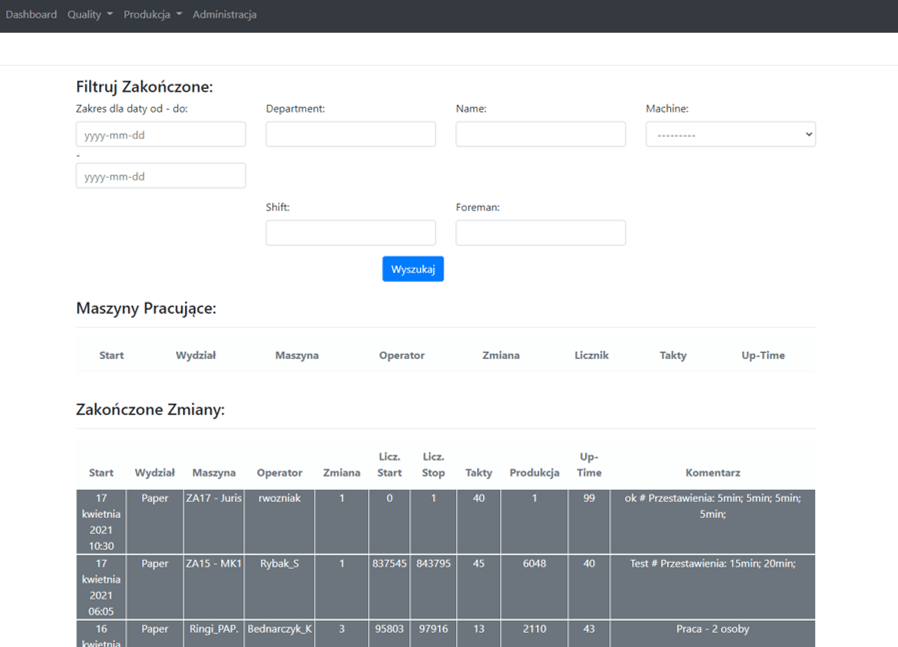 Dashboard Quality Produkcja Administracja
Filtruj Zakończone:
Zakres dla daty od - do: Department: Name: Machine:
yyyy-mm-dd ---------
-
yyyy-mm-dd
Shift: Foreman:
Wyszukaj
Maszyny Pracujące:
Start Wydział Maszyna Operator Zmiana Licznik Takty Up-Time
Zakończone Zmiany:
Licz. Licz. Up-
Start Wydział Maszyna Operator Zmiana Start Stop Takty Produkcja Time Komentarz
17 Paper ZA17 - Juris rwozniak 1 0 1 40 1 99 ok # Przestawienia: 5min; 5min; 5min;
kwietnia 5min;
2021
10:30
17 Paper ZA15 - MK1 Rybak_S 1 837545 843795 45 6048 40 Test # Przestawienia: 15min; 20min;
kwietnia
2021
06:05
16 Paper Ringi_PAP. Bednarczyk_K 3 95803 97916 13 2110 43 Praca - 2 osoby
kwietnia